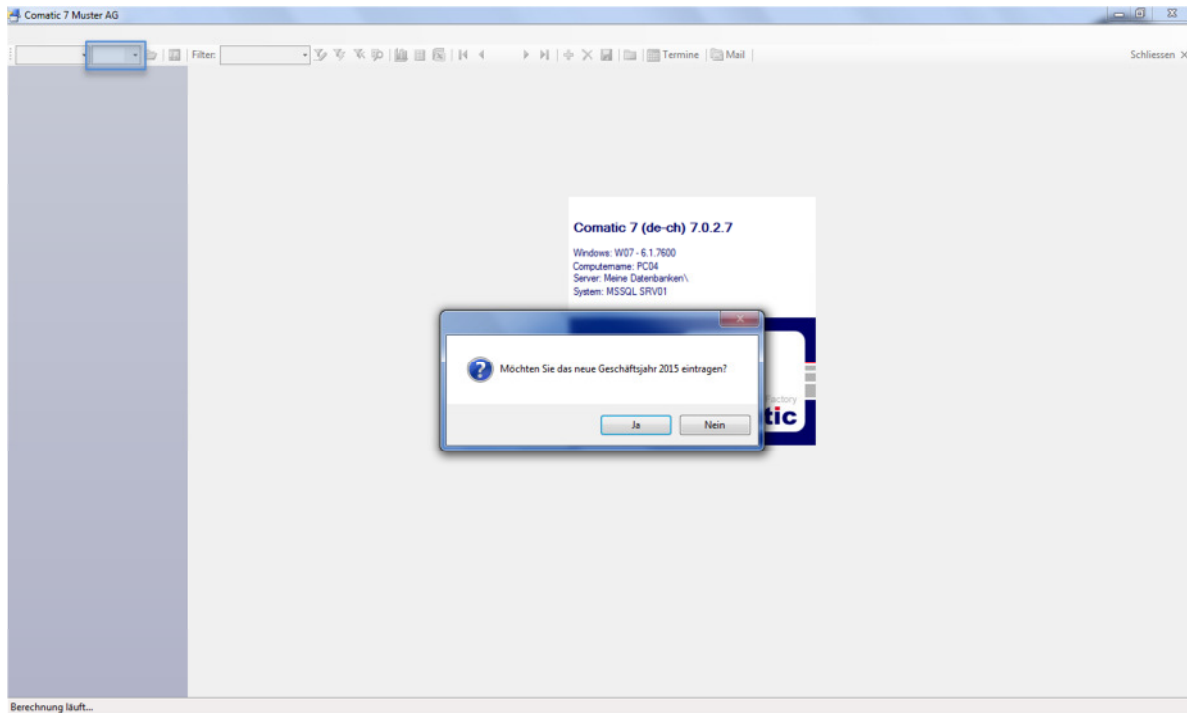 Comatic 7 Muster AG
Filter: Termine Mail Schliessen
Comatic 7 (de-ch) 7.0.2.7
Windows: W07 - 6.1.7600
Computername: PC04
Server: Meine Datenbanken\
System: MSSQL SRV01
Möchten Sie das neue Geschäftsjahr 2015 eintragen?
Factory
Ja Nein
tic
Berechnung läuft...